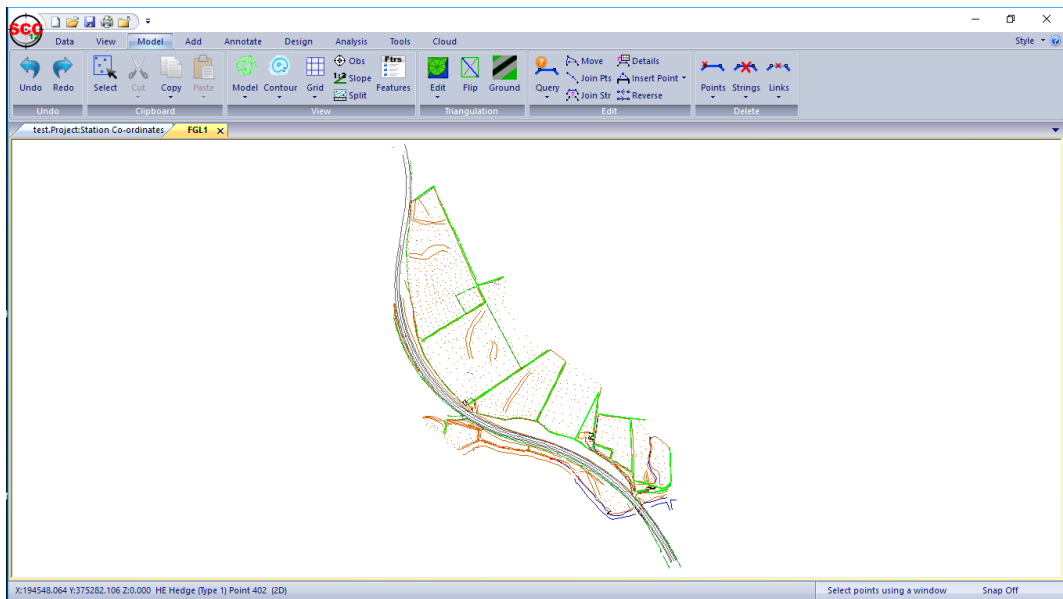 SCC
12
Data View Model Add Annotate Design Analysis Tools Cloud Style
Undo Redo Select Cut Copy Paste Model Contour Grid Obs Slope Split Features Edit Flip Ground Query Move Join Pts Join Str Details Insert Point Reverse Points Strings Links
Ftrs
Undo Clipboard View Triangulation Edit Delete
test.Project:Station Co-ordinates FGL1
X:194548.064 Y:375282.106 Z:0.000 HE Hedge (Type 1) Point 402 (2D) Select points using a window Snap Off